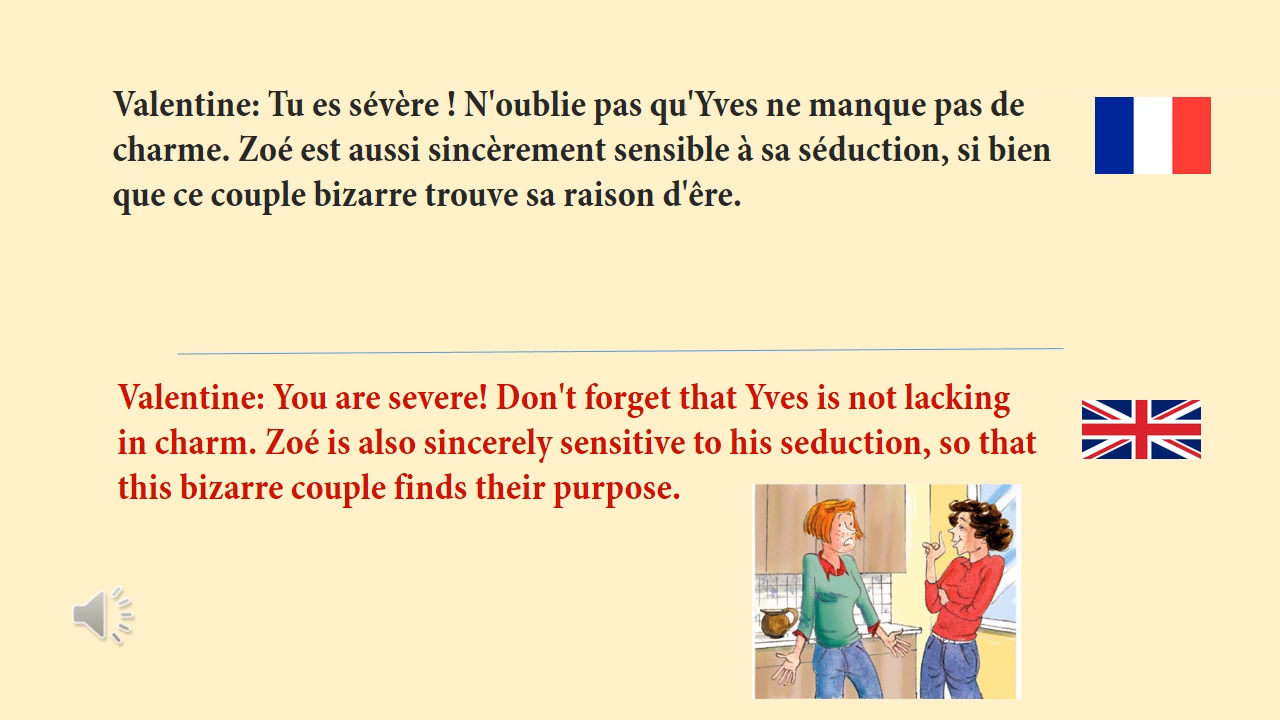 Valentine: Tu es sévère ! N'oublie pas qu'Yves ne manque pas de
charme. Zoé est aussi sincèrement sensible à sa séduction, si bien
que ce couple bizarre trouve sa raison d'êre.
Valentine: You are severe! Don't forget that Yves is not lacking
in charm. Zoé is also sincerely sensitive to his seduction, so that
this bizarre couple finds their purpose.